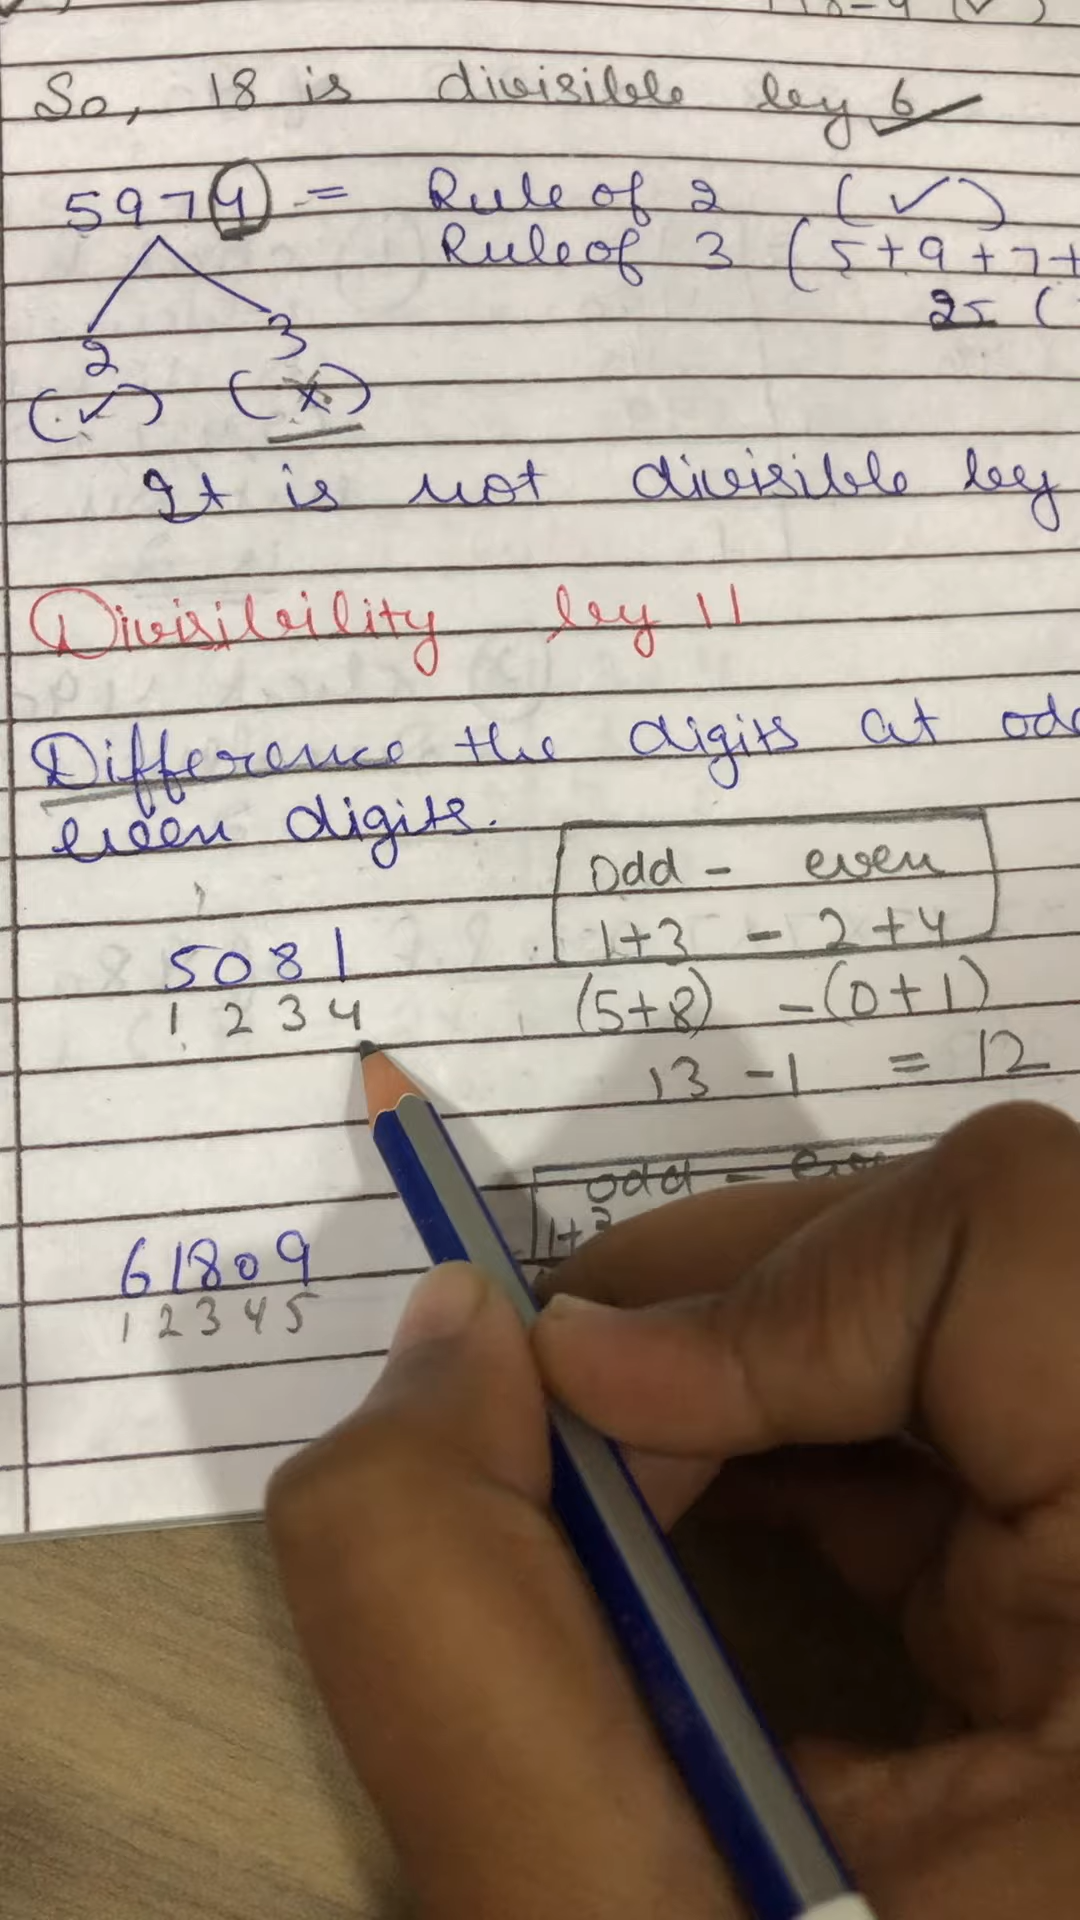 So, 18 is divisible by 6
5974 = Rule of 2 (✓)
Rule of 3 (5+9+7+
25 (
2 3
(✓) (×)
It is not divisible by
Divisibility by 11
Difference the digits at odd
even digits.
odd - even
1+3 - 2+4
5081
1 2 3 4
(5+8) - (0+1)
13 - 1 = 12
odd -
1+3
61809
1 2 3 4 5